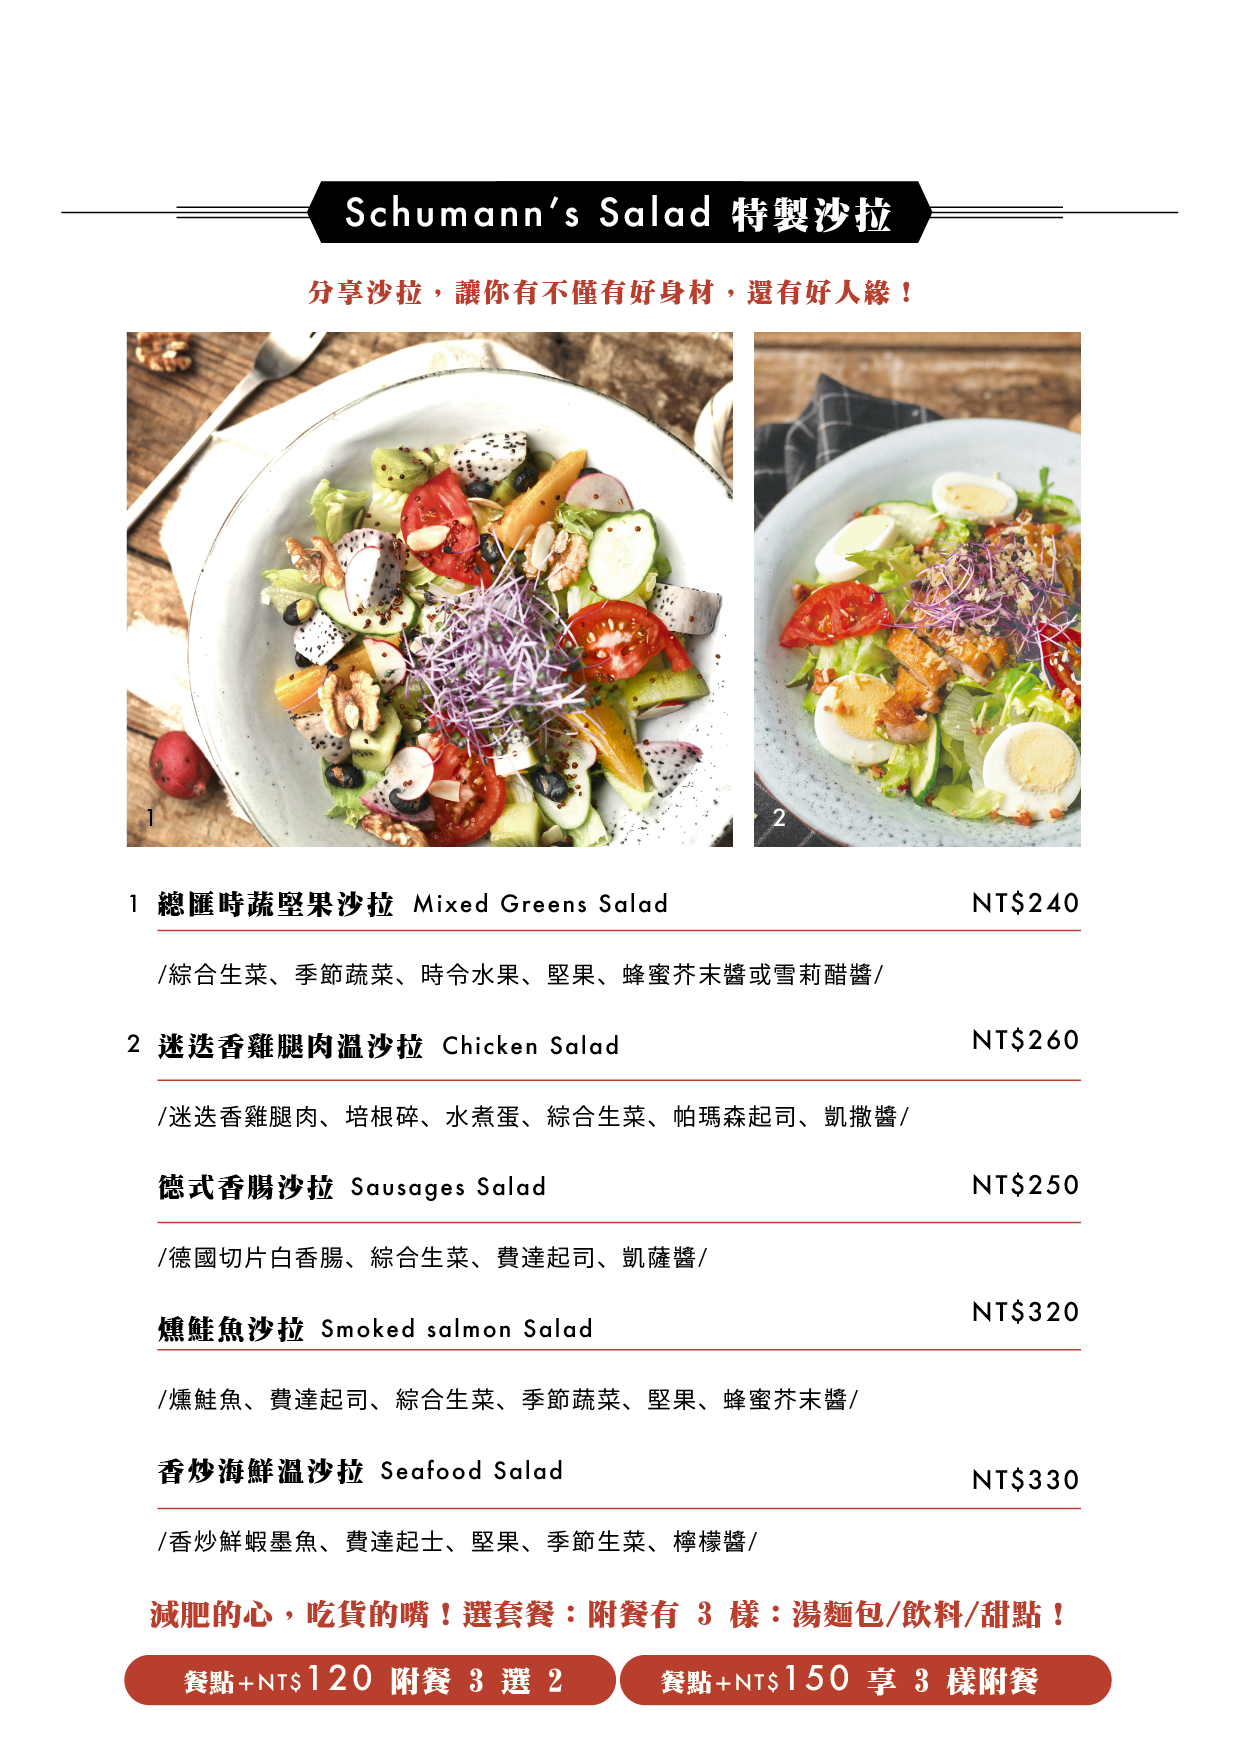 Schumann's Salad 特製沙拉
分享沙拉，讓你有不僅有好身材，還有好人緣！
1
2
1 總匯時蔬堅果沙拉 Mixed Greens Salad NT$240
/綜合生菜、季節蔬菜、時令水果、堅果、蜂蜜芥末醬或雪莉醋醬/
2 迷迭香雞腿肉溫沙拉 Chicken Salad NT$260
/迷迭香雞腿肉、培根碎、水煮蛋、綜合生菜、帕瑪森起司、凱撒醬/
德式香腸沙拉 Sausages Salad NT$250
/德國切片白香腸、綜合生菜、費達起司、凱薩醬/
燻鮭魚沙拉 Smoked salmon Salad NT$320
/燻鮭魚、費達起司、綜合生菜、季節蔬菜、堅果、蜂蜜芥末醬/
香炒海鮮溫沙拉 Seafood Salad NT$330
/香炒鮮蝦墨魚、費達起士、堅果、季節生菜、檸檬醬/
減肥的心，吃貨的嘴！選套餐：附餐有 3 樣：湯麵包/飲料/甜點！
餐點+NT$120 附餐 3 選 2
餐點+NT$150 享 3 樣附餐